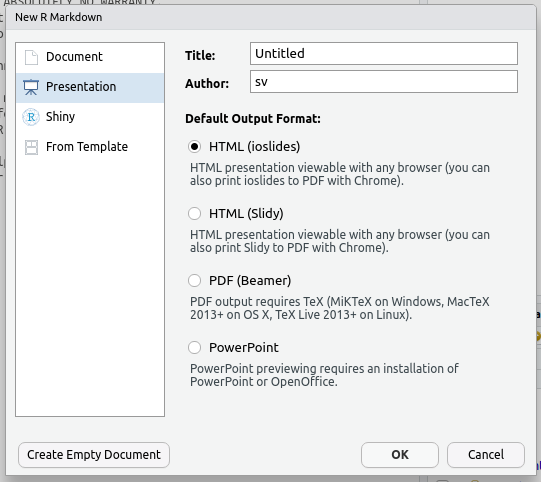 ABSOLUTELY NO WARRANTY
New R Markdown
Document
Presentation
Shiny
From Template
Title:
Untitled
Author:
sv
Default Output Format:
HTML (ioslides)
HTML presentation viewable with any browser (you can
also print ioslides to PDF with Chrome).
HTML (Slidy)
HTML presentation viewable with any browser (you can
also print Slidy to PDF with Chrome).
PDF (Beamer)
PDF output requires TeX (MiKTeX on Windows, MacTeX
2013+ on OS X, TeX Live 2013+ on Linux).
PowerPoint
PowerPoint previewing requires an installation of
PowerPoint or OpenOffice.
Create Empty Document
OK
Cancel